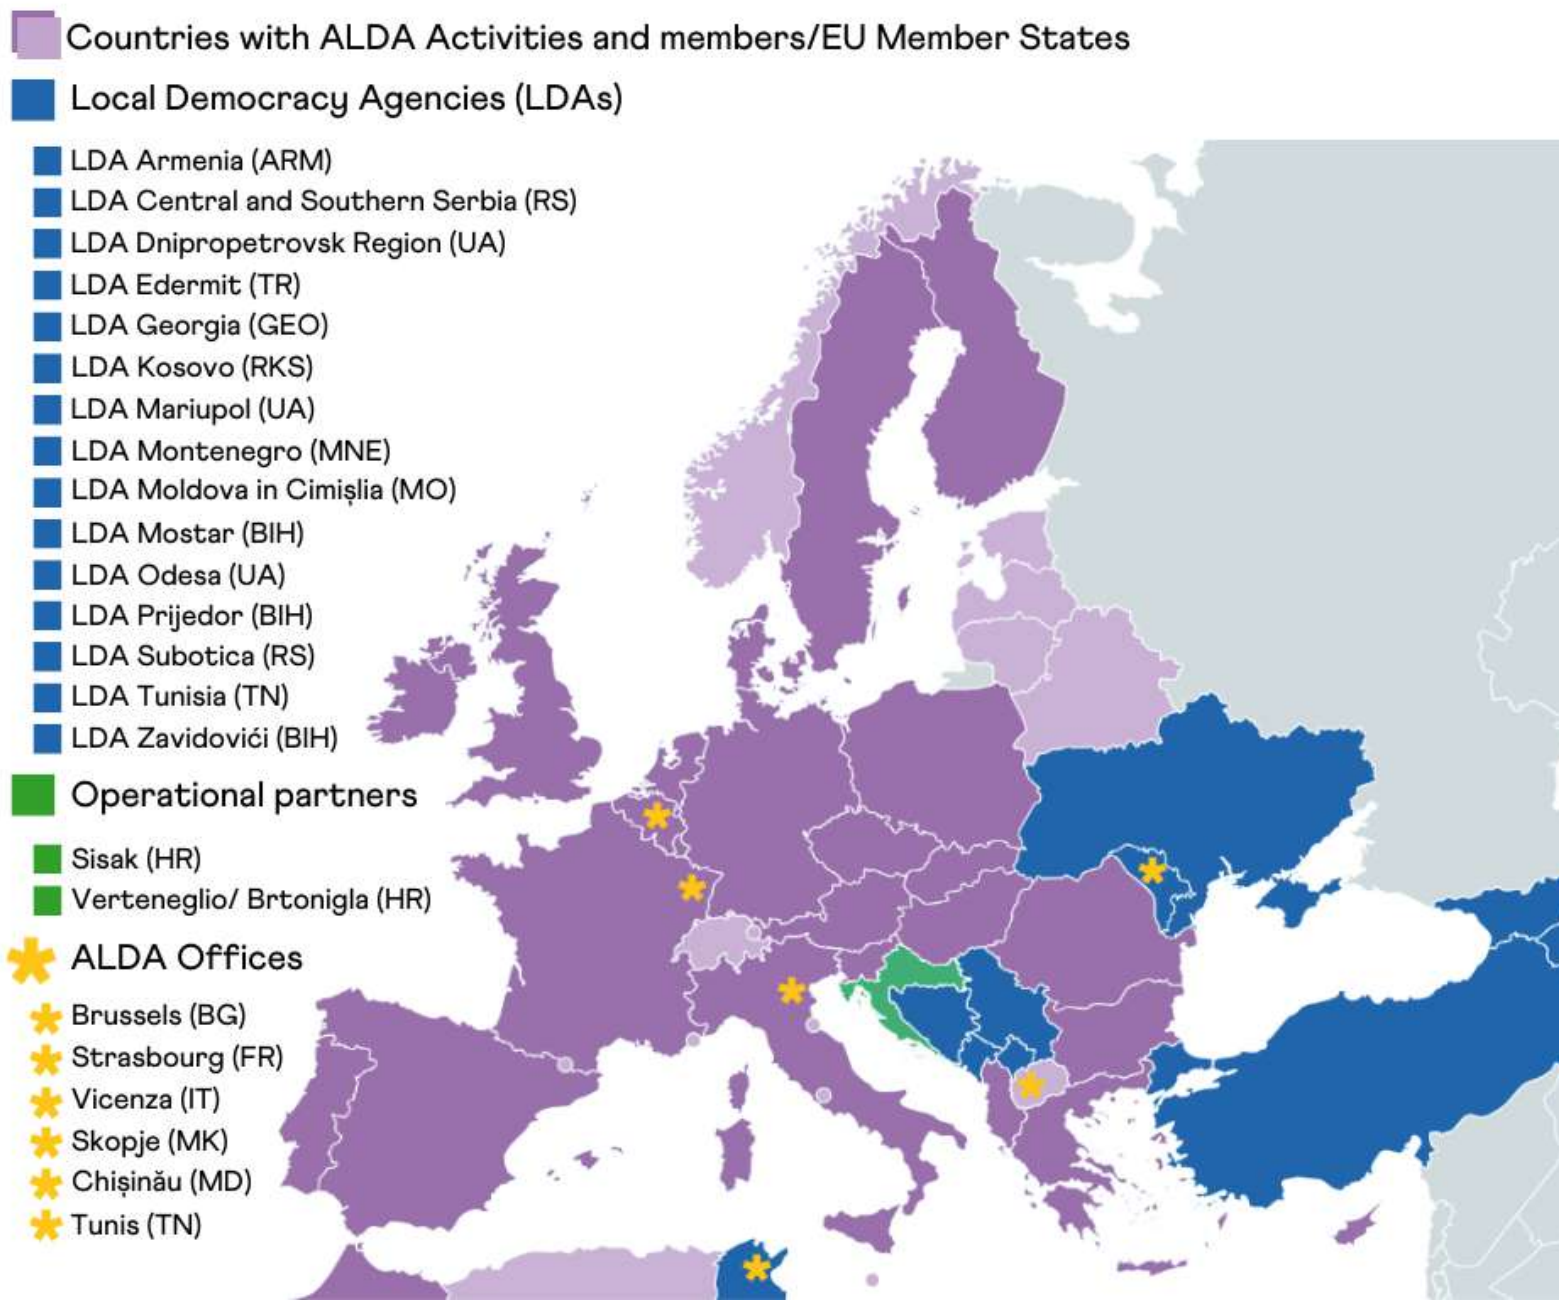 Countries with ALDA Activities and members/EU Member States
Local Democracy Agencies (LDAs)
LDA Armenia (ARM)
LDA Central and Southern Serbia (RS)
LDA Dnipropetrovsk Region (UA)
LDA Edermit (TR)
LDA Georgia (GEO)
LDA Kosovo (RKS)
LDA Mariupol (UA)
LDA Montenegro (MNE)
LDA Moldova in Cimişlia (MO)
LDA Mostar (BIH)
LDA Odesa (UA)
LDA Prijedor (BIH)
LDA Subotica (RS)
LDA Tunisia (TN)
LDA Zavidovići (BIH)
Operational partners
Sisak (HR)
Verteneglio/ Brtonigla (HR)
ALDA Offices
Brussels (BG)
Strasbourg (FR)
Vicenza (IT)
Skopje (MK)
Chișinău (MD)
Tunis (TN)